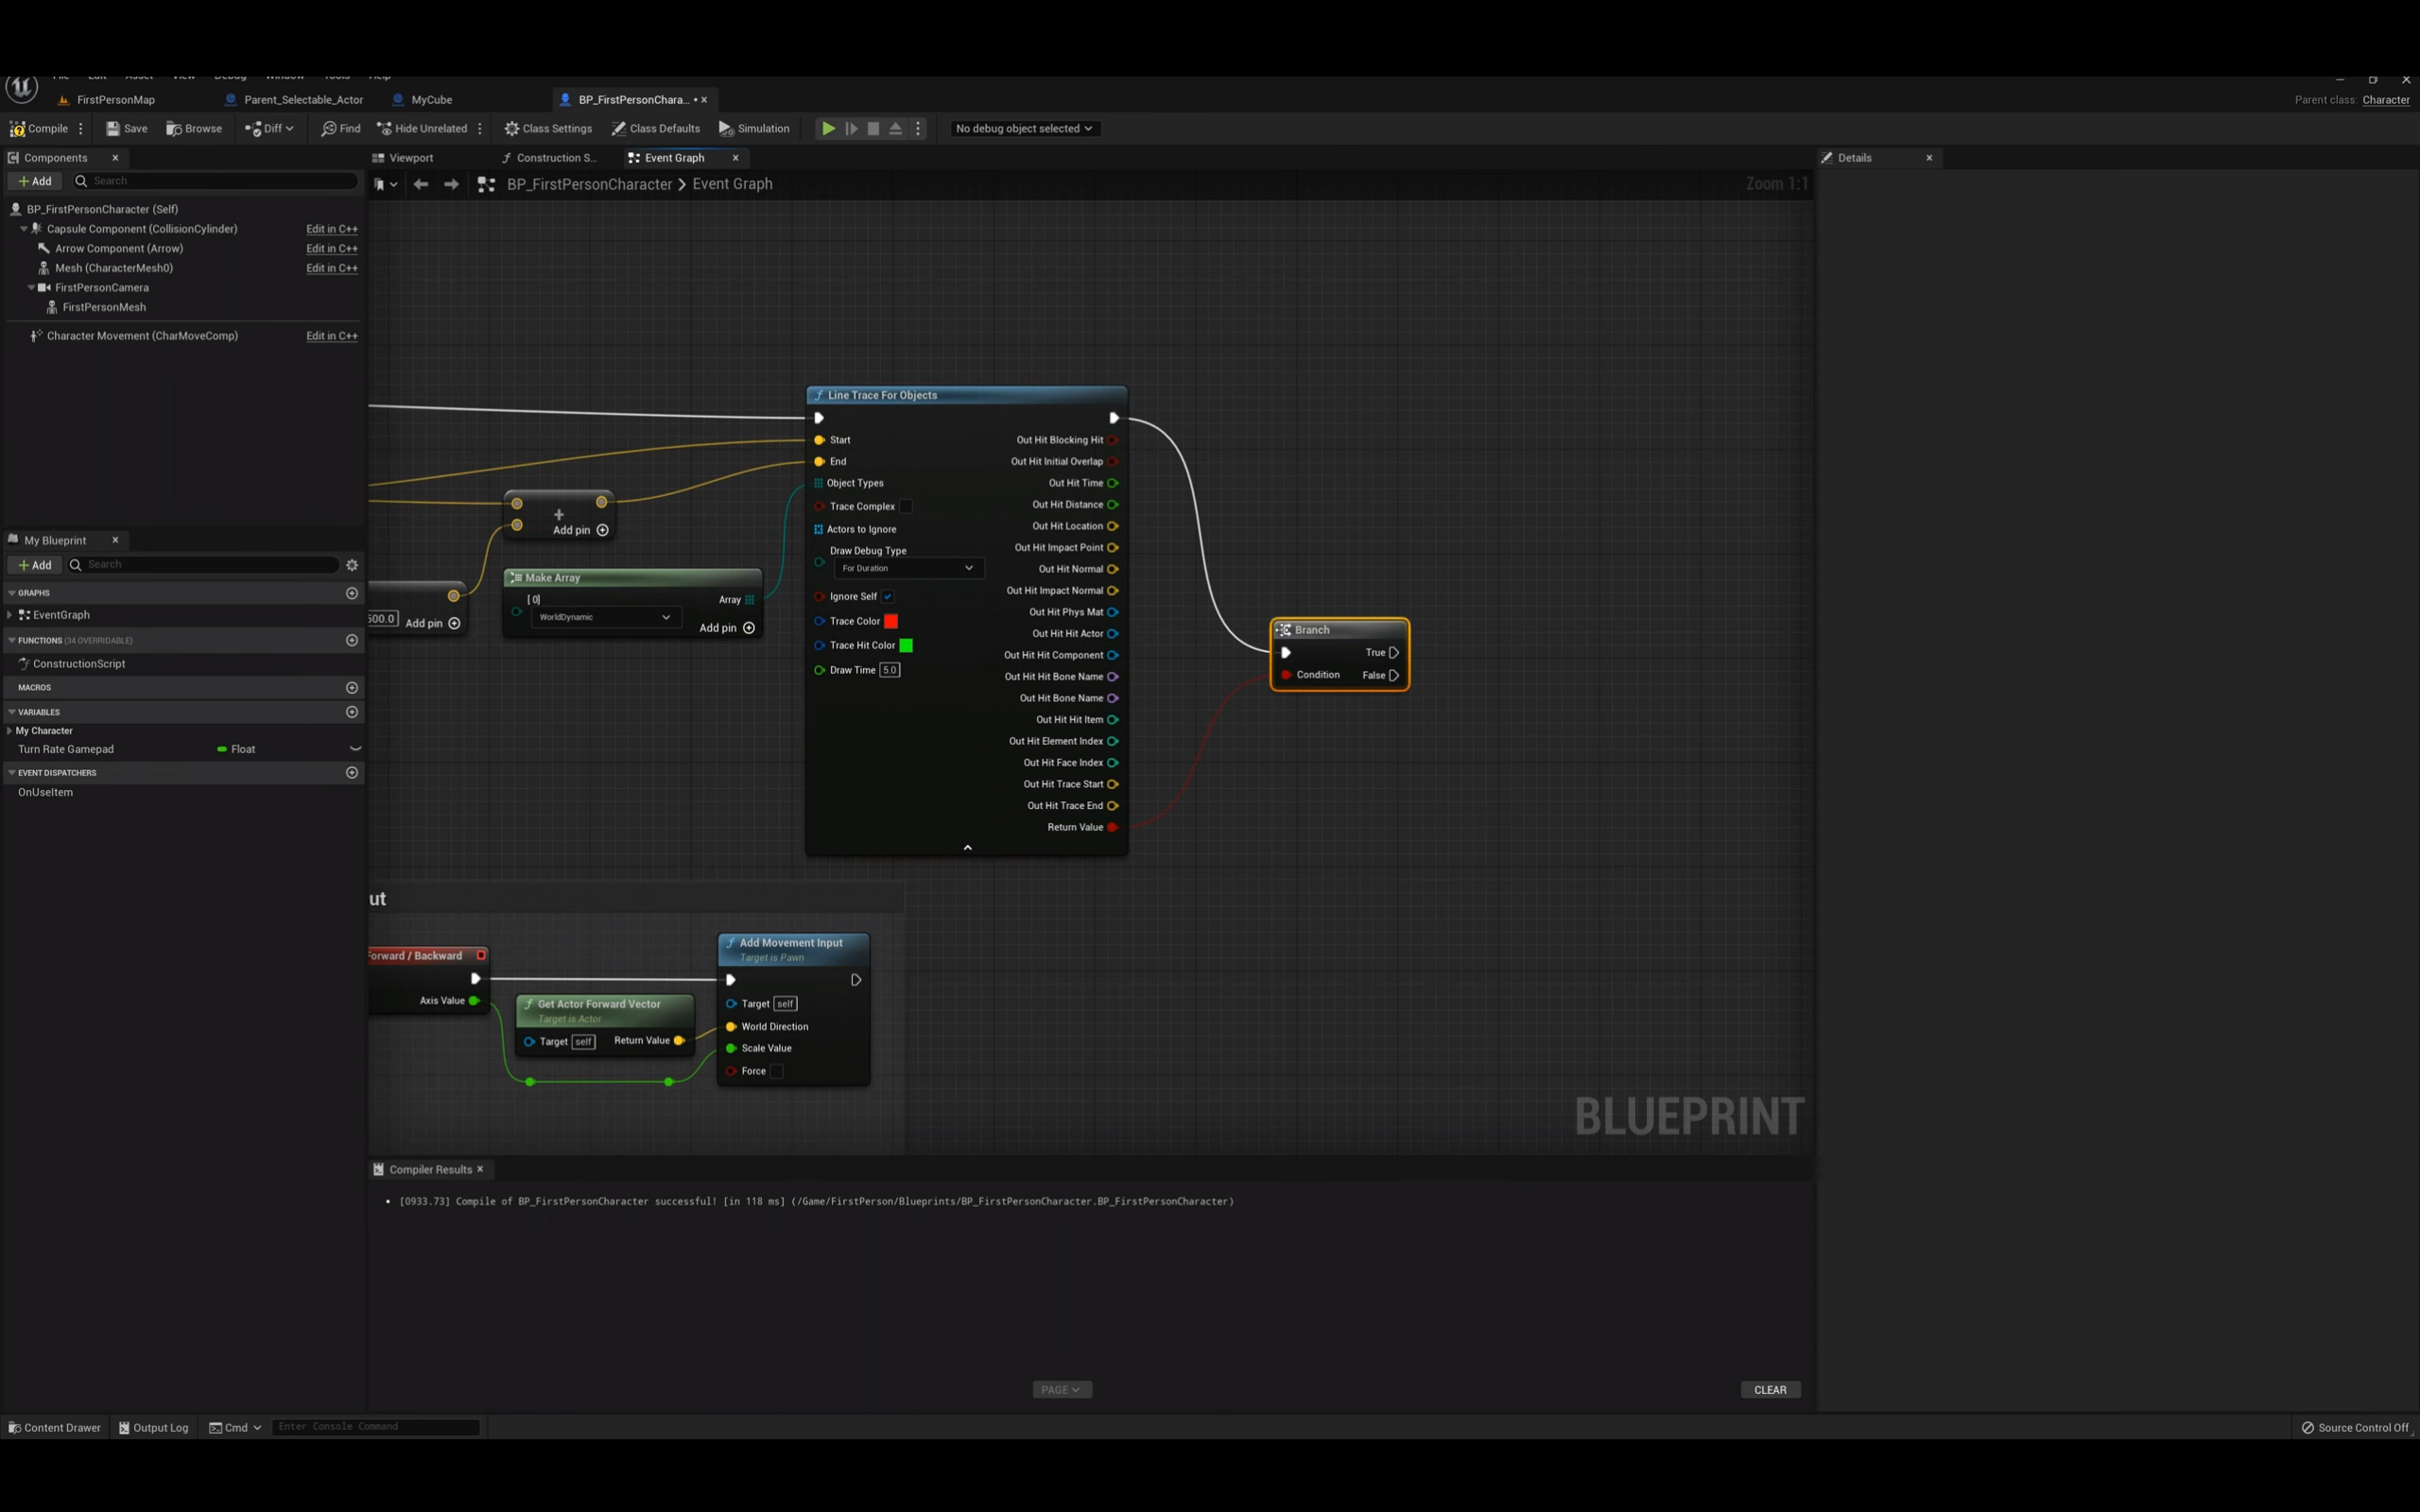 File Edit Asset View Debug Window Tools Help
FirstPersonMap Parent_Selectable_Actor MyCube BP_FirstPersonChara... • × Parent class: Character
Compile Save Browse Diff Find Hide Unrelated Class Settings Class Defaults Simulation No debug object selected
Components
Add Search
BP_FirstPersonCharacter (Self)
Capsule Component (CollisionCylinder) Edit in C++
Arrow Component (Arrow) Edit in C++
Mesh (CharacterMesh0) Edit in C++
FirstPersonCamera
FirstPersonMesh
Character Movement (CharMoveComp) Edit in C++
My Blueprint
Add Search
GRAPHS
EventGraph
FUNCTIONS (34 OVERRIDABLE)
ConstructionScript
MACROS
VARIABLES
My Character
Turn Rate Gamepad Float
EVENT DISPATCHERS
OnUseItem
Viewport Construction S... Event Graph
BP_FirstPersonCharacter > Event Graph Zoom 1:1
Line Trace For Objects
Start
End
Object Types
Trace Complex
Actors to Ignore
Draw Debug Type
For Duration
Ignore Self
Trace Color
Trace Hit Color
Draw Time 5.0
Out Hit Blocking Hit
Out Hit Initial Overlap
Out Hit Time
Out Hit Distance
Out Hit Location
Out Hit Impact Point
Out Hit Normal
Out Hit Impact Normal
Out Hit Phys Mat
Out Hit Hit Actor
Out Hit Hit Component
Out Hit Hit Bone Name
Out Hit Bone Name
Out Hit Hit Item
Out Hit Element Index
Out Hit Face Index
Out Hit Trace Start
Out Hit Trace End
Return Value
+
Add pin
500.0 Add pin
Make Array
[0] Array
WorldDynamic
Add pin
Branch
True
Condition False
ut
Forward / Backward
Axis Value
Get Actor Forward Vector
Target is Actor
Target self Return Value
Add Movement Input
Target is Pawn
Target self
World Direction
Scale Value
Force
BLUEPRINT
Compiler Results
• [0933.73] Compile of BP_FirstPersonCharacter successful! [in 118 ms] (/Game/FirstPerson/Blueprints/BP_FirstPersonCharacter.BP_FirstPersonCharacter)
PAGE CLEAR
Details
Content Drawer Output Log Cmd Enter Console Command Source Control Off